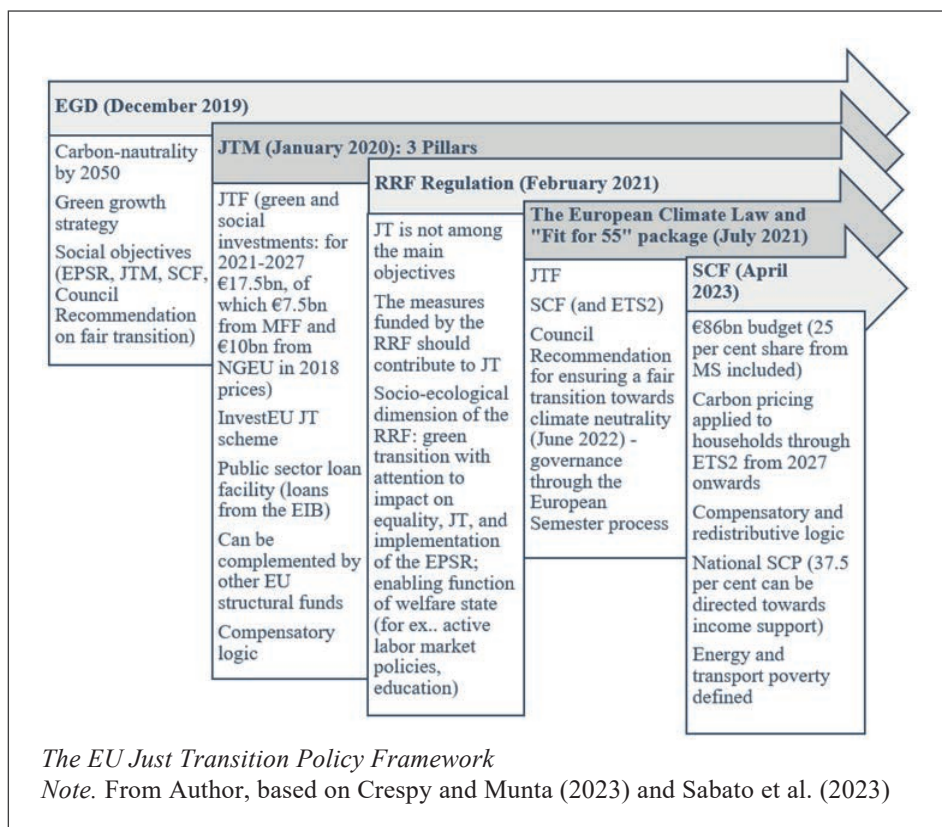 EGD (December 2019)
Carbon-nautrality
by 2050
Green growth
strategy
Social objectives
(EPSR, JTM, SCF,
Council
Recommendation
on fair transition)
JTM (January 2020): 3 Pillars
JTF (green and
social
investments: for
2021-2027
€17.5bn, of
which €7.5bn
from MFF and
€10bn from
NGEU in 2018
prices)
InvestEU JT
scheme
Public sector loan
facility (loans
from the EIB)
Can be
complemented by
other EU
structural funds
Compensatory
logic
RRF Regulation (February 2021)
JT is not among
the main
objectives
The measures
funded by the
RRF should
contribute to JT
Socio-ecological
dimension of the
RRF: green
transition with
attention to
impact on
equality, JT, and
implementation
of the EPSR;
enabling function
of welfare state
(for ex.. active
labor market
policies,
education)
The European Climate Law and
"Fit for 55" package (July 2021)
JTF
SCF (and ETS2)
Council
Recommendation
for ensuring a fair
transition towards
climate neutrality
(June 2022) -
governance
through the
European
Semester process
SCF (April
2023)
€86bn budget (25
per cent share from
MS included)
Carbon pricing
applied to
households through
ETS2 from 2027
onwards
Compensatory and
redistributive logic
National SCP (37.5
per cent can be
directed towards
income support)
Energy and
transport poverty
defined
The EU Just Transition Policy Framework
Note. From Author, based on Crespy and Munta (2023) and Sabato et al. (2023)